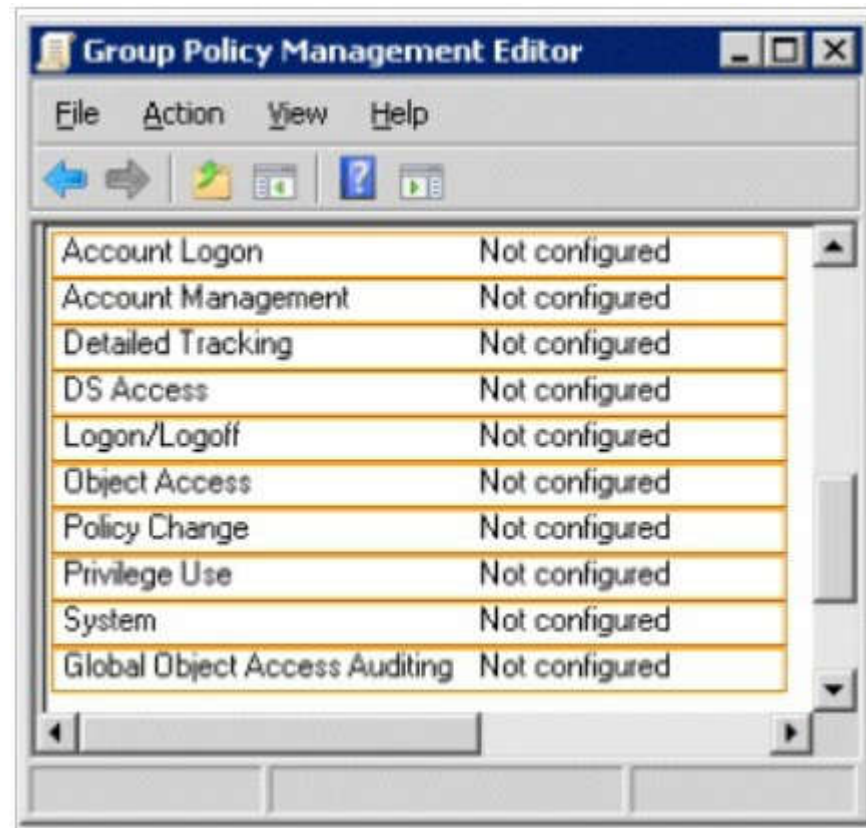 Group Policy Management Editor
File Action View Help
?
Account Logon Not configured
Account Management Not configured
Detailed Tracking Not configured
DS Access Not configured
Logon/Logoff Not configured
Object Access Not configured
Policy Change Not configured
Privilege Use Not configured
System Not configured
Global Object Access Auditing Not configured